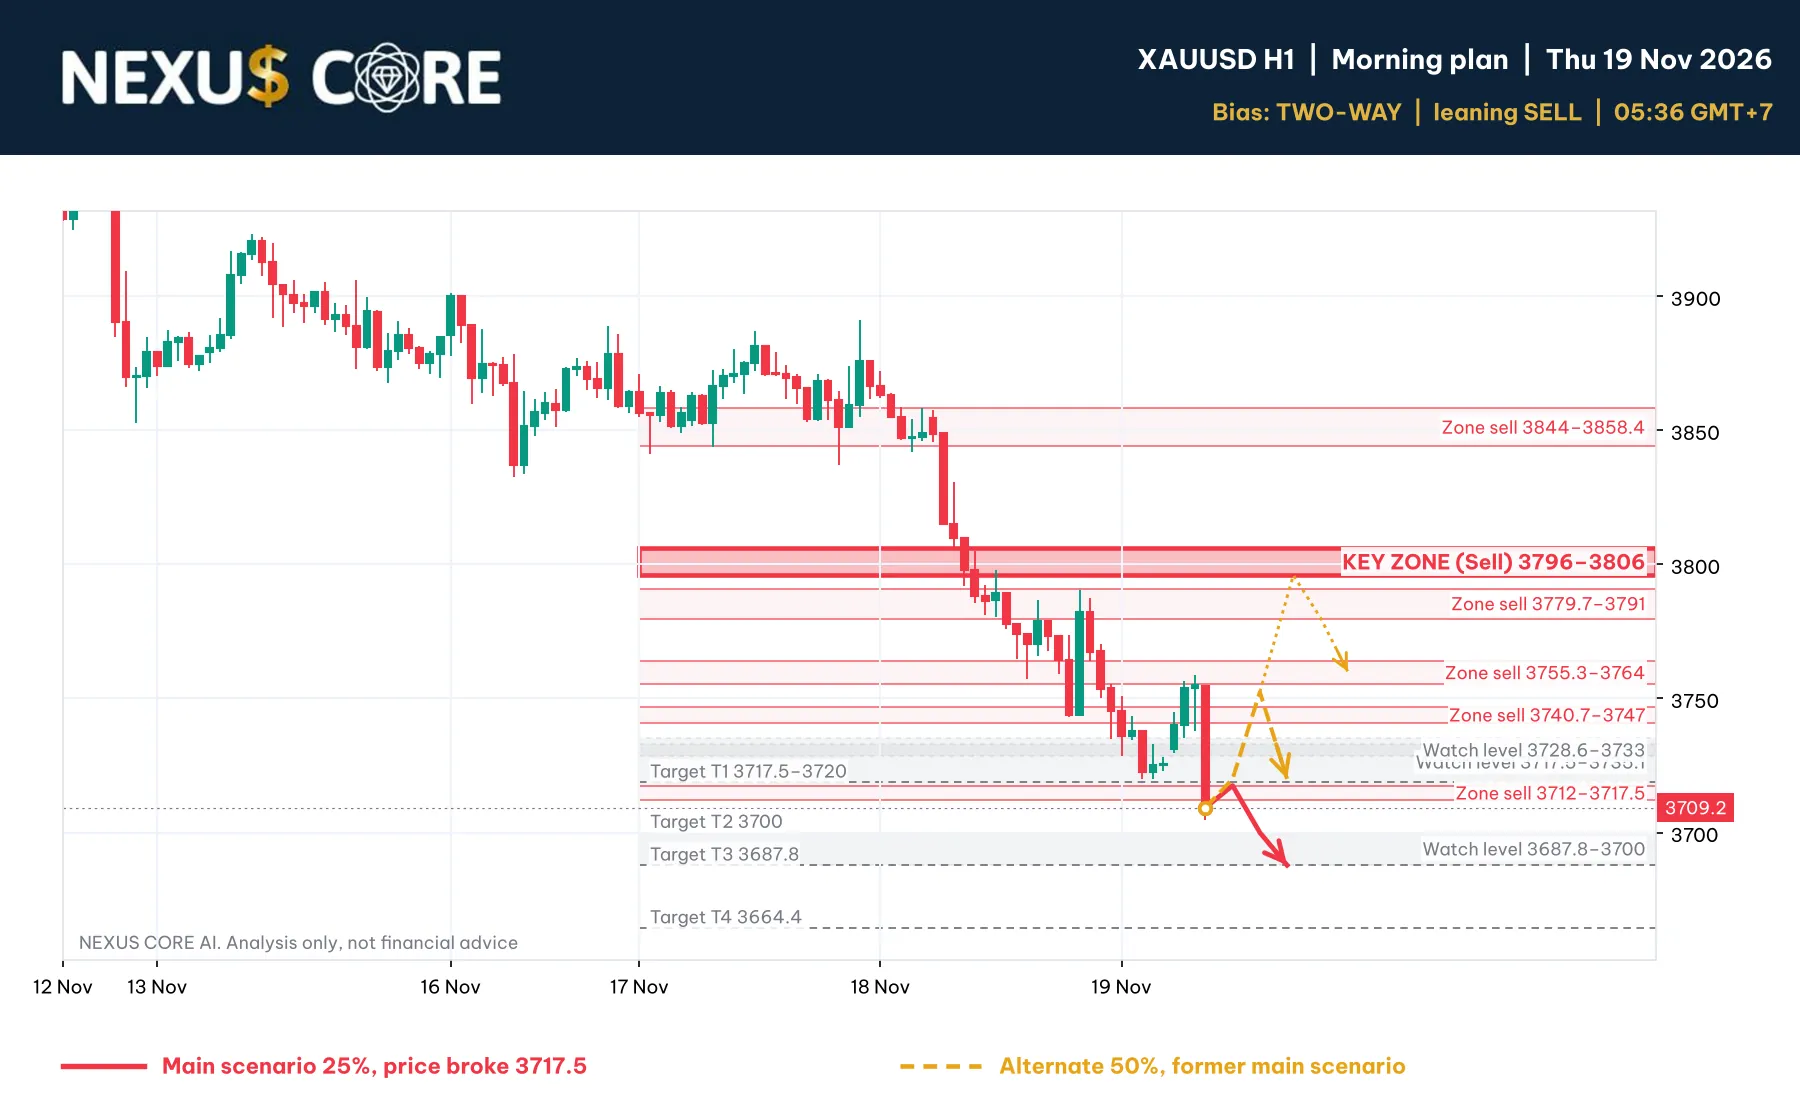 NEXU$ CORE
XAUUSD H1 | Morning plan | Thu 19 Nov 2026
Bias: TWO-WAY | leaning SELL | 05:36 GMT+7
3900
Zone sell 3844–3858.4
3850
KEY ZONE (Sell) 3796–3806
3800
Zone sell 3779.7–3791
Zone sell 3755.3–3764
3750
Zone sell 3740.7–3747
Watch level 3728.6–3733
Watch level 3717.5–3735.1
Target T1 3717.5–3720
Zone sell 3712–3717.5
3709.2
Target T2 3700
3700
Target T3 3687.8
Watch level 3687.8–3700
Target T4 3664.4
NEXUS CORE AI. Analysis only, not financial advice
12 Nov 13 Nov 16 Nov 17 Nov 18 Nov 19 Nov
Main scenario 25%, price broke 3717.5
Alternate 50%, former main scenario